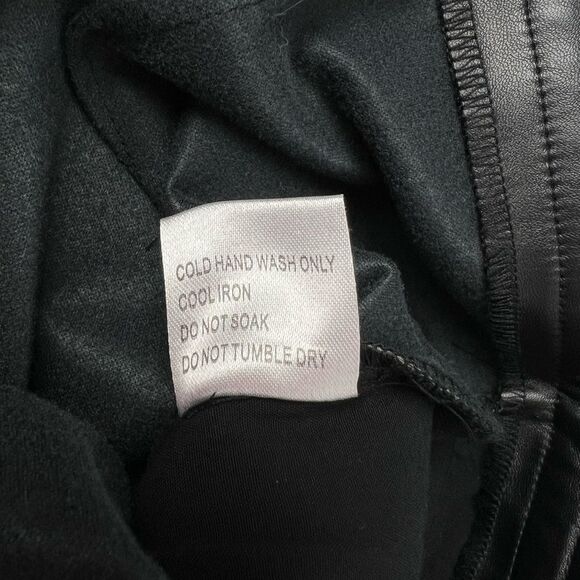 COLD HAND WASH ONLY
COOL IRON
DO NOT SOAK
DO NOT TUMBLE DRY